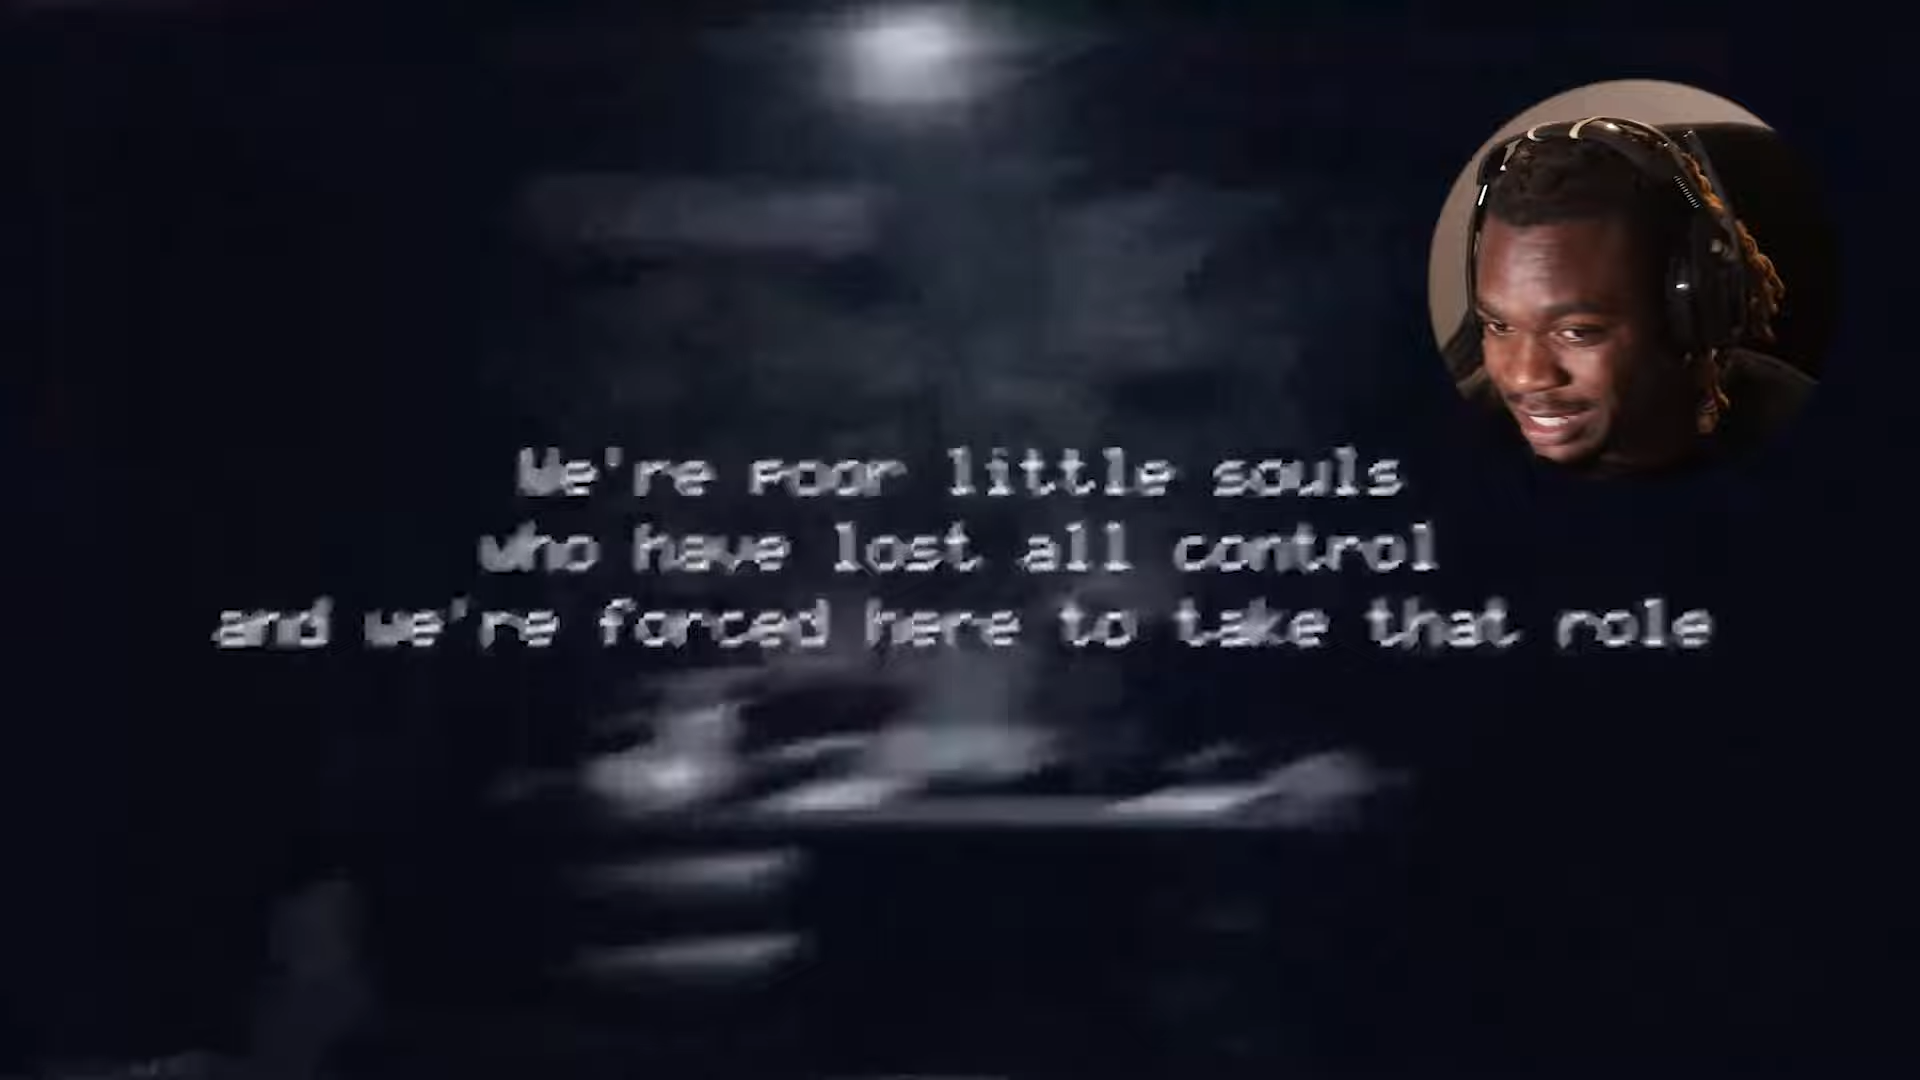 We're poor little souls
who have lost all control
and we're forced here to take that role